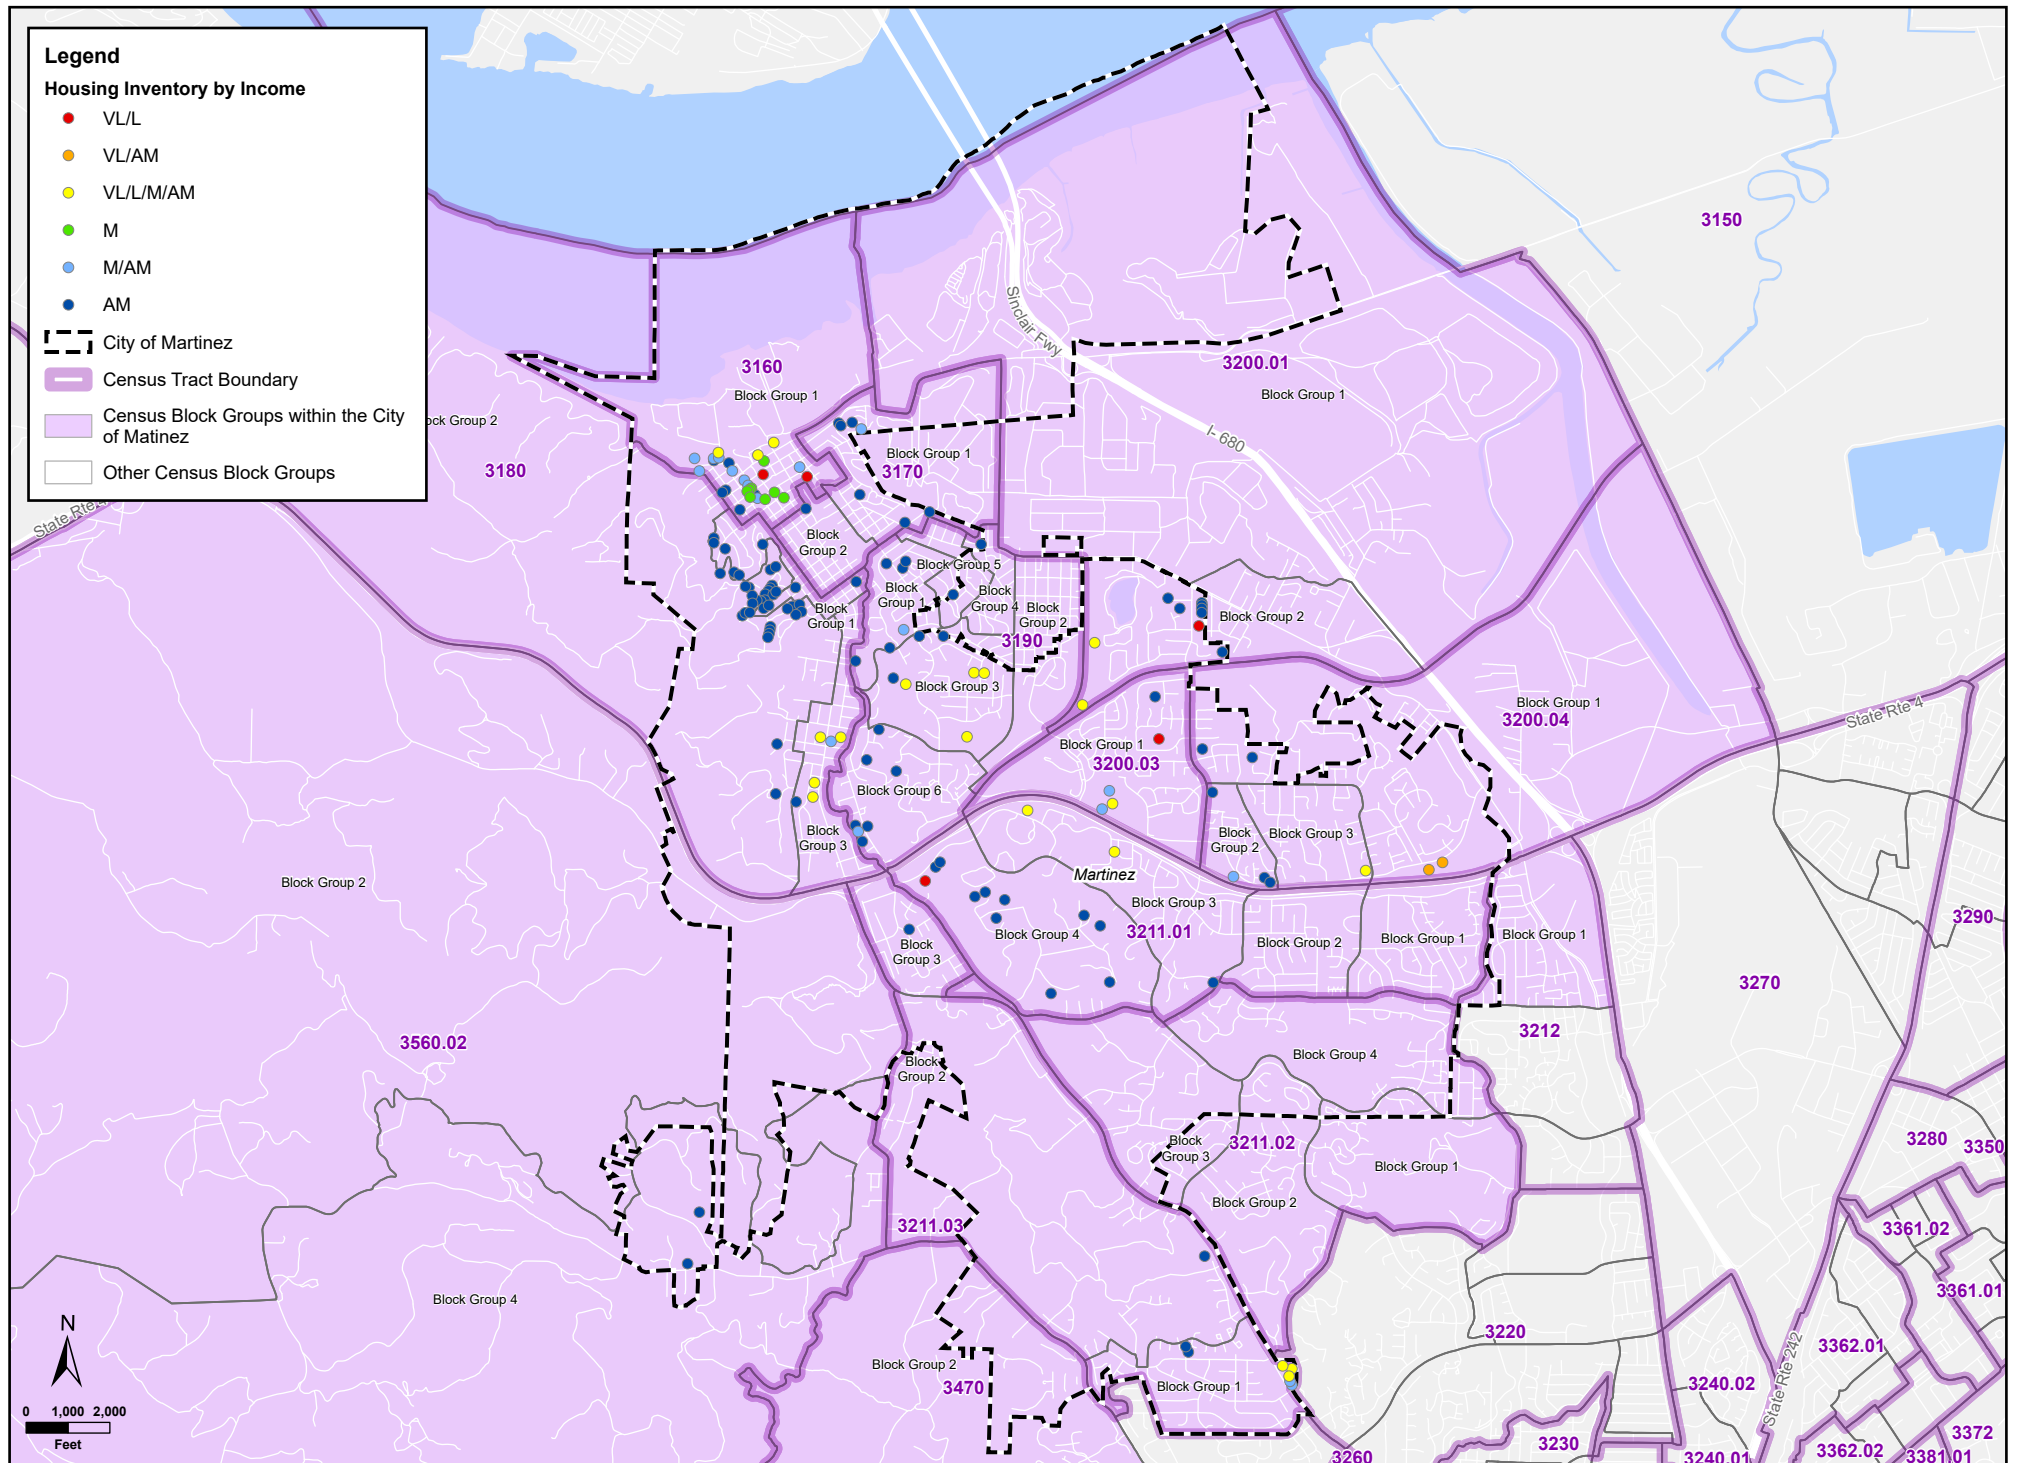 Legend
Housing Inventory by Income
VL/L
VL/AM
VL/L/M/AM
M
M/AM
AM
City of Martinez
Census Tract Boundary
Census Block Groups within the City
of Matinez
Other Census Block Groups
3150
Sinclair Fwy
3160
Block Group 1
3200.01
Block Group 1
ock Group 2
3180
I- 680
Block Group 1
3170
State Rte 4
Block
Group 2
Block Group 5
Block
Group 1
Block
Group 4
Block
Group 2
Block
Group 1
Block Group 2
3190
Block Group 3
Block Group 1
3200.04
State Rte 4
Block Group 1
3200.03
Block Group 6
Block
Group 3
Block
Group 2
Block Group 3
Martinez
Block Group 2
Block Group 3
3211.01
Block Group 4
Block
Group 3
Block Group 2
Block Group 1
Block Group 1
3290
3270
3212
3560.02
Block
Group 2
Block Group 4
3211.02
Block
Group 3
Block Group 1
Block Group 2
3280
3350
3211.03
3361.02
3361.01
Block Group 4
3220
3362.01
State Rte 242
Block Group 2
3470
Block Group 1
3240.02
N
0 1,000 2,000
Feet
3260
3230
3240.01
3362.02
3372
3381.01